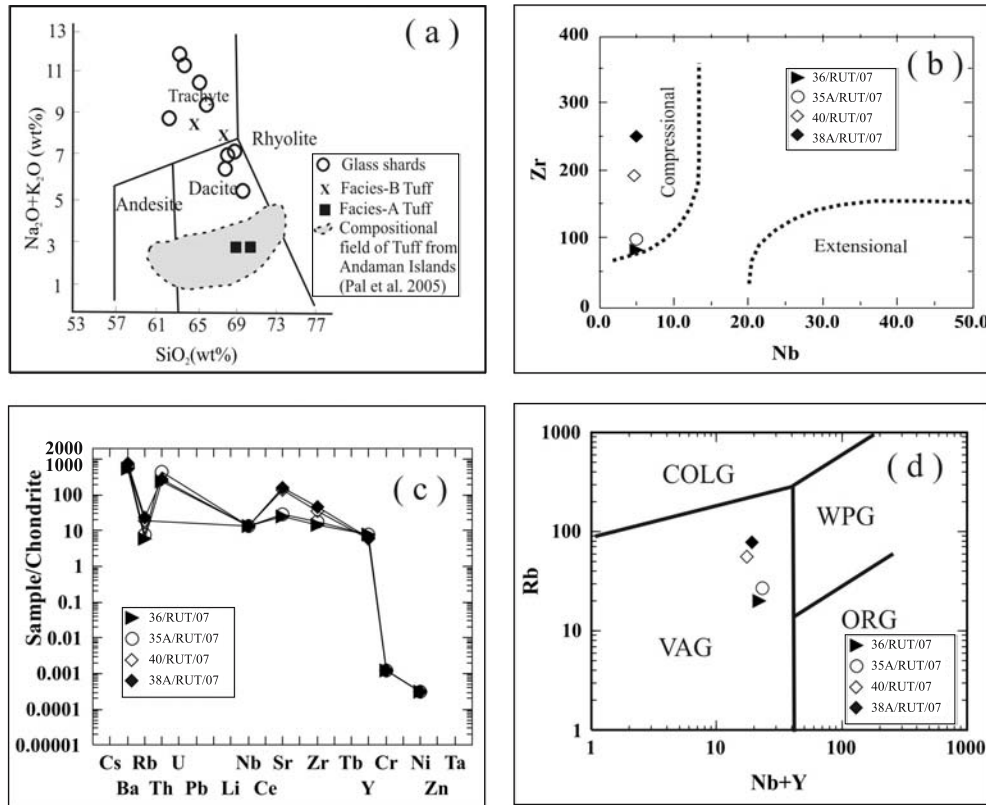 ( a )
13
11
9
7
5
3
1
Na₂O+K₂O (wt%)
Trachyte
Rhyolite
Dacite
Andesite
Glass shards
x Facies-B Tuff
Facies-A Tuff
Compositional
field of Tuff from
Andaman Islands
(Pal et al. 2005)
53 57 61 65 69 73 77
SiO₂(wt%)
( b )
400
300
200
100
0
Zr
Compressional
Extensional
36/RUT/07
35A/RUT/07
40/RUT/07
38A/RUT/07
0.0 10.0 20.0 30.0 40.0 50.0
Nb
( c )
2000
1000
100
10
1
0.1
0.01
0.001
0.0001
0.00001
Sample/Chondrite
36/RUT/07
35A/RUT/07
40/RUT/07
38A/RUT/07
Cs Rb U Nb Sr Zr Tb Cr Ni Ta
Ba Th Pb Li Ce Y Zn
( d )
1000
100
10
1
Rb
COLG
WPG
VAG
ORG
36/RUT/07
35A/RUT/07
40/RUT/07
38A/RUT/07
1 10 100 1000
Nb+Y